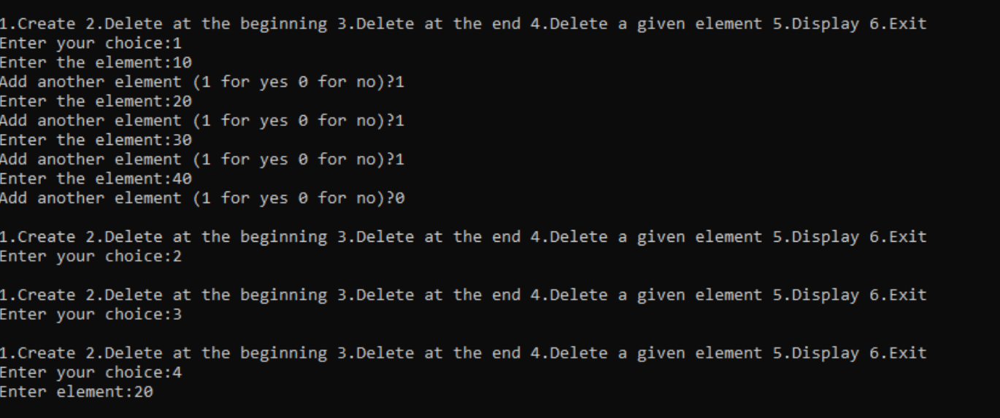 1.Create 2.Delete at the beginning 3.Delete at the end 4.Delete a given element 5.Display 6.Exit
Enter your choice:1
Enter the element:10
Add another element (1 for yes 0 for no)?1
Enter the element:20
Add another element (1 for yes 0 for no)?1
Enter the element:30
Add another element (1 for yes 0 for no)?1
Enter the element:40
Add another element (1 for yes 0 for no)?0
1.Create 2.Delete at the beginning 3.Delete at the end 4.Delete a given element 5.Display 6.Exit
Enter your choice:2
1.Create 2.Delete at the beginning 3.Delete at the end 4.Delete a given element 5.Display 6.Exit
Enter your choice:3
1.Create 2.Delete at the beginning 3.Delete at the end 4.Delete a given element 5.Display 6.Exit
Enter your choice:4
Enter element:20